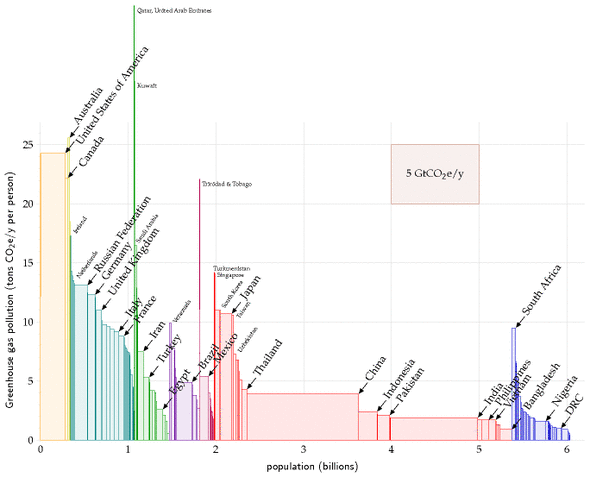 Qatar, United Arab Emirates
Kuwait
Australia
United States of America
Canada
Ireland
Netherlands
Russian Federation
Germany
United Kingdom
Italy
France
Saudi Arabia
Iran
Turkey
Egypt
Venezuela
Trinidad & Tobago
Brazil
Mexico
Turkmenistan
Singapore
South Korea
Japan
Taiwan
Uzbekistan
Thailand
China
Indonesia
Pakistan
India
Philippines
Vietnam
South Africa
Bangladesh
Nigeria
DRC
5 GtCO2e/y
Greenhouse gas pollution (tons CO2e/y per person)
25
20
15
10
5
0
0 1 2 3 4 5 6
population (billions)